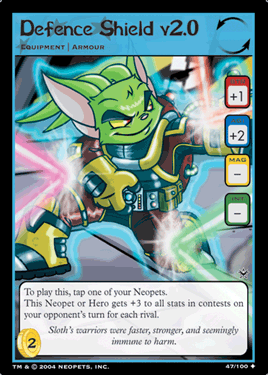 Defence Shield v2.0
Equipment | Armour
+1
+2
MAG
-
INT
-
To play this, tap one of your Neopets.
This Neopet or Hero gets +3 to all stats in contests on
your opponent's turn for each rival.
2
Sloth's warriors were faster, stronger, and seemingly
immune to harm.
TM & © 2004 NEOPETS, INC.
47/100 ◆